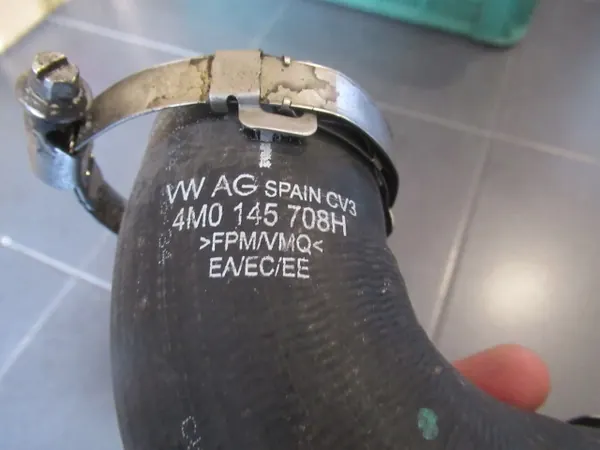 VW AG SPAIN CV3
4M0 145 708H
>FPM/VMQ<
EA/EC/EE